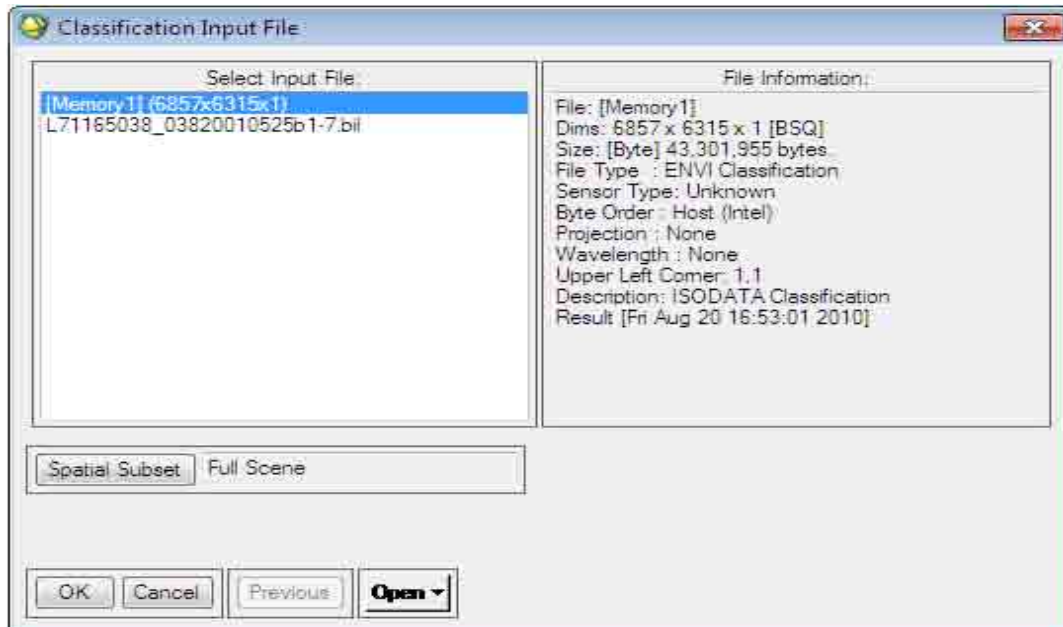 Classification Input File
Select Input File:
[Memory1] (6857x6315x1)
L71165038_03820010525b1-7.bil
File Information:
File: [Memory1]
Dims: 6857 x 6315 x 1 [BSQ]
Size: [Byte] 43,301,955 bytes.
File Type : ENVI Classification
Sensor Type: Unknown
Byte Order : Host (Intel)
Projection : None
Wavelength : None
Upper Left Corner: 1,1
Description: ISODATA Classification
Result [Fri Aug 20 16:53:01 2010]
Spatial Subset Full Scene
OK Cancel Previous Open